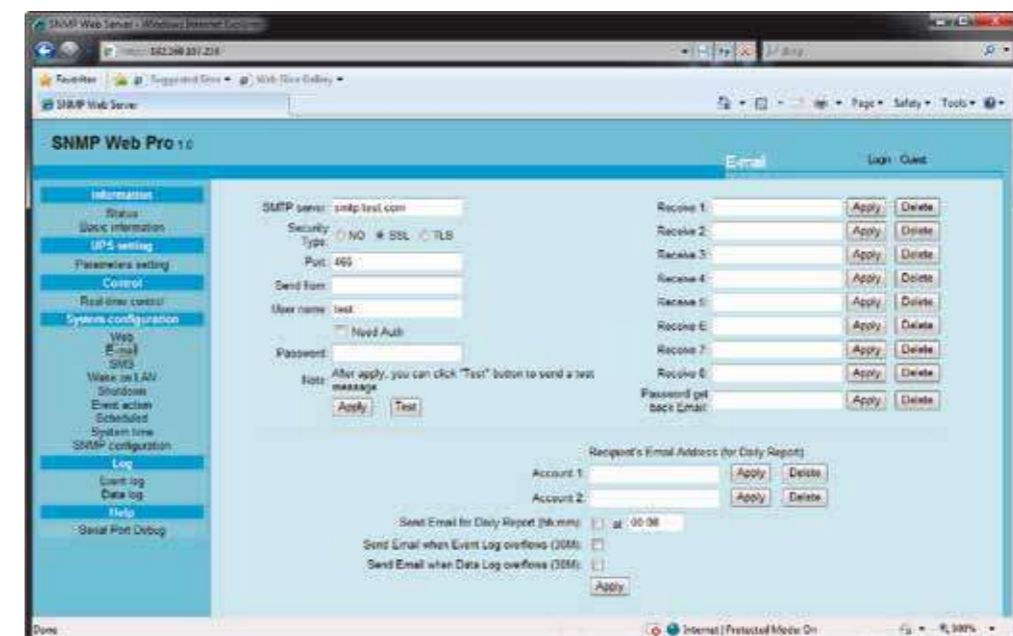 SNMP Web Server - Windows Internet Explorer
Favorites Suggested Sites Web Slice Gallery
SNMP Web Server
Page Safety Tools
SNMP Web Pro 1.0
E-mail
Login Guest
Information
Status
Basic information
UPS setting
Parameters setting
Control
Real-time control
System configuration
Web
E-mail
SMS
Wake on LAN
Shutdown
Event action
Scheduled
System time
SNMP configuration
Log
Event log
Data log
Help
Serial Port Debug
SMTP server: smtp.test.com
Security Type: NO SSL TLS
Port: 465
Send from:
User name: test
Need Auth
Password:
Note: After apply, you can click "Test" button to send a test message
Apply Test
Receive 1: Apply Delete
Receive 2: Apply Delete
Receive 3: Apply Delete
Receive 4: Apply Delete
Receive 5: Apply Delete
Receive 6: Apply Delete
Receive 7: Apply Delete
Receive 8: Apply Delete
Password get back Email: Apply Delete
Recipient's Email Address (for Daily Report)
Account 1: Apply Delete
Account 2: Apply Delete
Send Email for Daily Report (hh:mm): at
Send Email when Event Log overflows (30M):
Send Email when Data Log overflows (30M):
Apply
Done
Internet | Protected Mode: On
100%